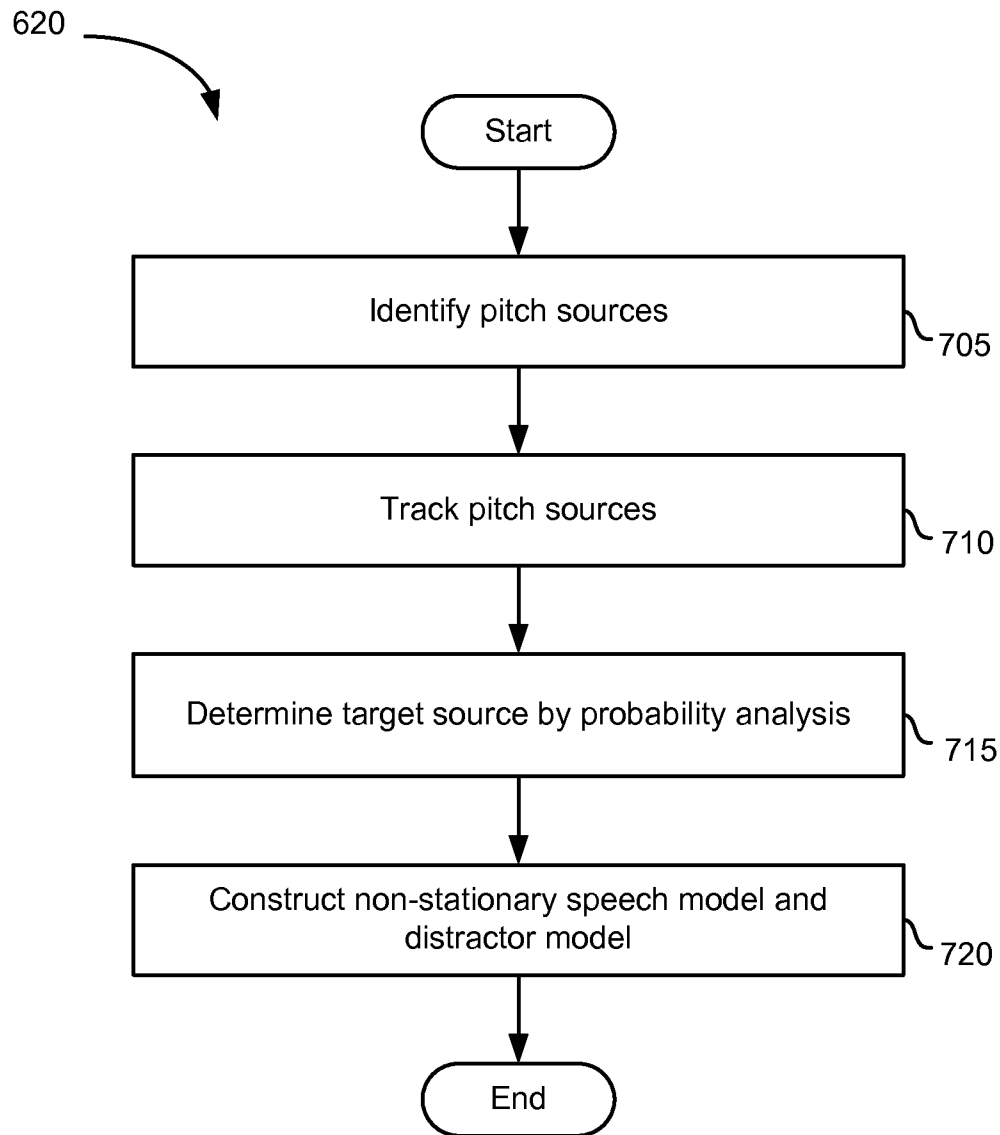 620
Start
Identify pitch sources
705
Track pitch sources
710
Determine target source by probability analysis
715
Construct non-stationary speech model and
distractor model
720
End